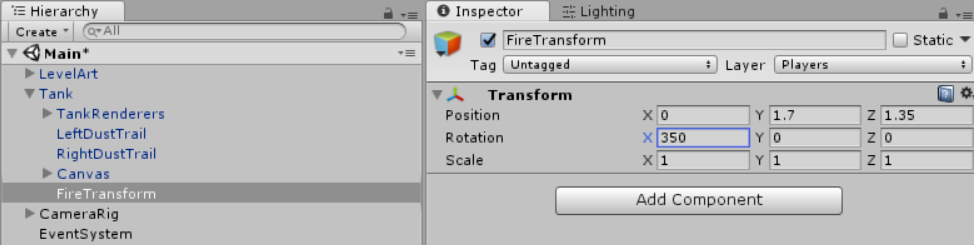 Hierarchy
Create
All
Main*
LevelArt
Tank
TankRenderers
LeftDustTrail
RightDustTrail
Canvas
FireTransform
CameraRig
EventSystem
Inspector
Lighting
FireTransform
Static
Tag Untagged Layer Players
Transform
Position X 0 Y 1.7 Z 1.35
Rotation X 350 Y 0 Z 0
Scale X 1 Y 1 Z 1
Add Component